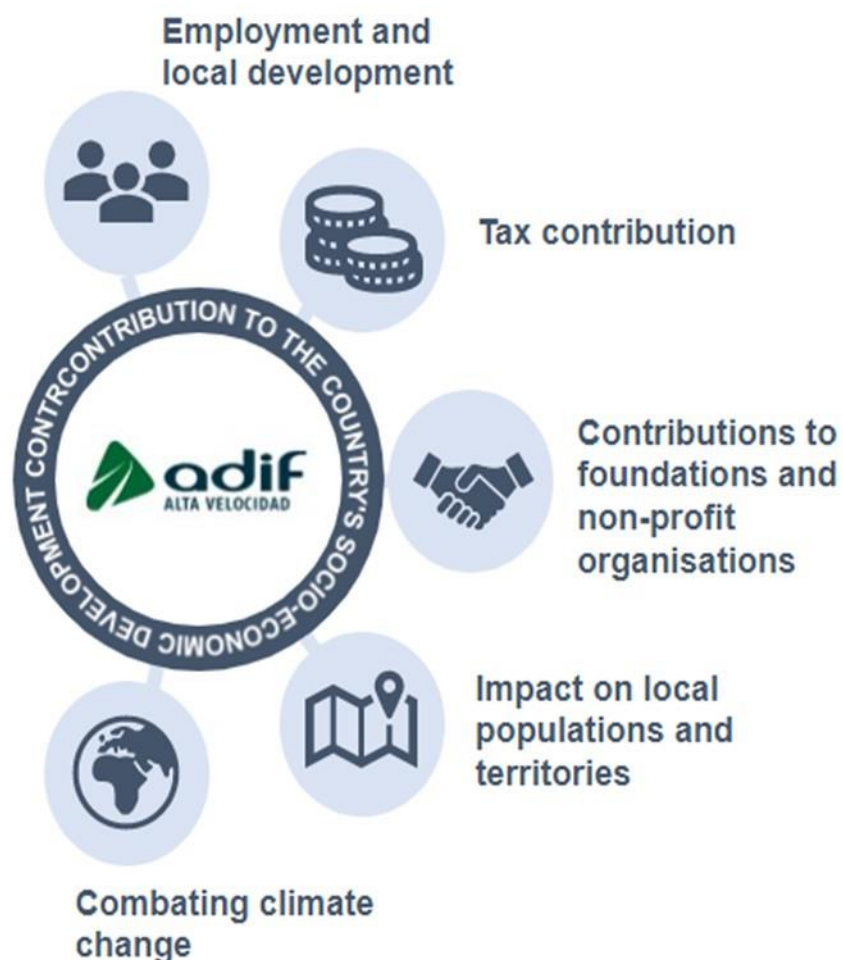 Employment and
local development
Tax contribution
CONTRCONTRIBUTION TO THE COUNTRY'S SOCIO-ECONOMIC DEVELOPMENT
adif
ALTA VELOCIDAD
Contributions to
foundations and
non-profit
organisations
Impact on local
populations and
territories
Combating climate
change